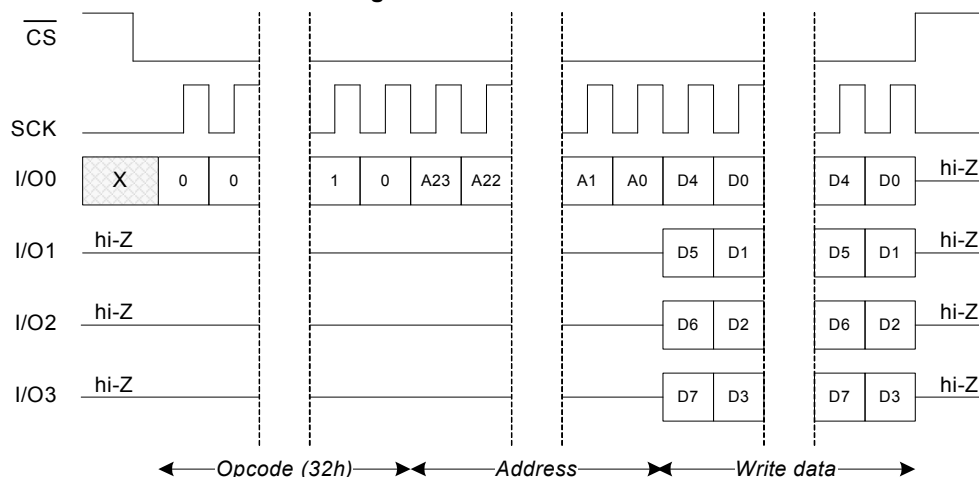 CS
SCK
I/O0 X 0 0 1 0 A23 A22 A1 A0 D4 D0 D4 D0 hi-Z
I/O1 hi-Z D5 D1 D5 D1 hi-Z
I/O2 hi-Z D6 D2 D6 D2 hi-Z
I/O3 hi-Z D7 D3 D7 D3 hi-Z
Opcode (32h) Address Write data